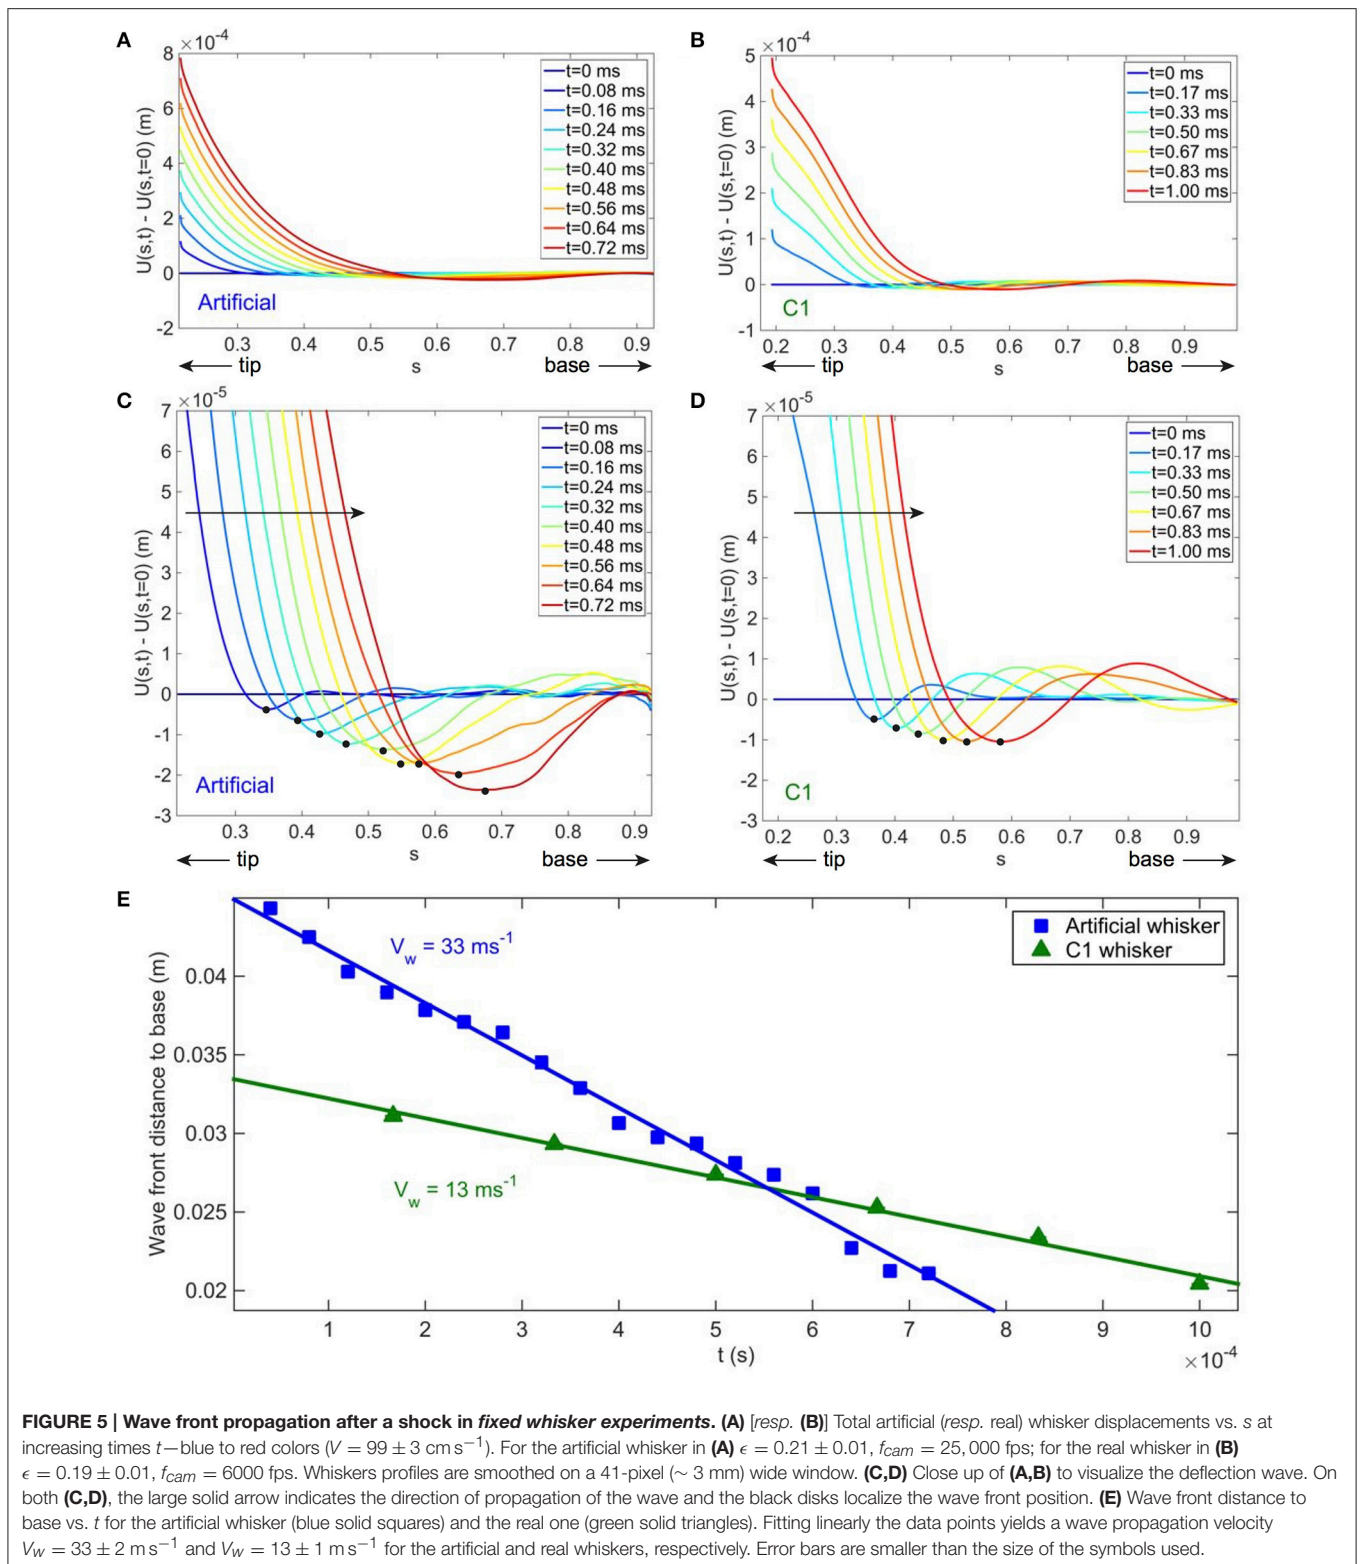 A
×10⁻⁴
8
6
4
2
0
-2
U(s,t) - U(s,t=0) (m)
t=0 ms
t=0.08 ms
t=0.16 ms
t=0.24 ms
t=0.32 ms
t=0.40 ms
t=0.48 ms
t=0.56 ms
t=0.64 ms
t=0.72 ms
Artificial
0.3 0.4 0.5 0.6 0.7 0.8 0.9
tip s base
B
×10⁻⁴
5
4
3
2
1
0
-1
U(s,t) - U(s,t=0) (m)
t=0 ms
t=0.17 ms
t=0.33 ms
t=0.50 ms
t=0.67 ms
t=0.83 ms
t=1.00 ms
C1
0.2 0.3 0.4 0.5 0.6 0.7 0.8 0.9
tip s base
C
×10⁻⁵
7
6
5
4
3
2
1
0
-1
-2
-3
U(s,t) - U(s,t=0) (m)
t=0 ms
t=0.08 ms
t=0.16 ms
t=0.24 ms
t=0.32 ms
t=0.40 ms
t=0.48 ms
t=0.56 ms
t=0.64 ms
t=0.72 ms
Artificial
0.3 0.4 0.5 0.6 0.7 0.8 0.9
tip s base
D
×10⁻⁵
7
6
5
4
3
2
1
0
-1
-2
-3
U(s,t) - U(s,t=0) (m)
t=0 ms
t=0.17 ms
t=0.33 ms
t=0.50 ms
t=0.67 ms
t=0.83 ms
t=1.00 ms
C1
0.2 0.3 0.4 0.5 0.6 0.7 0.8 0.9
tip s base
E
Wave front distance to base (m)
0.04
0.035
0.03
0.025
0.02
V_w = 33 ms⁻¹
V_w = 13 ms⁻¹
Artificial whisker
C1 whisker
1 2 3 4 5 6 7 8 9 10
t (s)
×10⁻⁴
FIGURE 5 | Wave front propagation after a shock in fixed whisker experiments. (A) [resp. (B)] Total artificial (resp. real) whisker displacements vs. s at
increasing times t—blue to red colors (V = 99 ± 3 cm s⁻¹). For the artificial whisker in (A) ϵ = 0.21 ± 0.01, f_cam = 25,000 fps; for the real whisker in (B)
ϵ = 0.19 ± 0.01, f_cam = 6000 fps. Whiskers profiles are smoothed on a 41-pixel (∼ 3 mm) wide window. (C,D) Close up of (A,B) to visualize the deflection wave. On
both (C,D), the large solid arrow indicates the direction of propagation of the wave and the black disks localize the wave front position. (E) Wave front distance to
base vs. t for the artificial whisker (blue solid squares) and the real one (green solid triangles). Fitting linearly the data points yields a wave propagation velocity
V_W = 33 ± 2 m s⁻¹ and V_W = 13 ± 1 m s⁻¹ for the artificial and real whiskers, respectively. Error bars are smaller than the size of the symbols used.